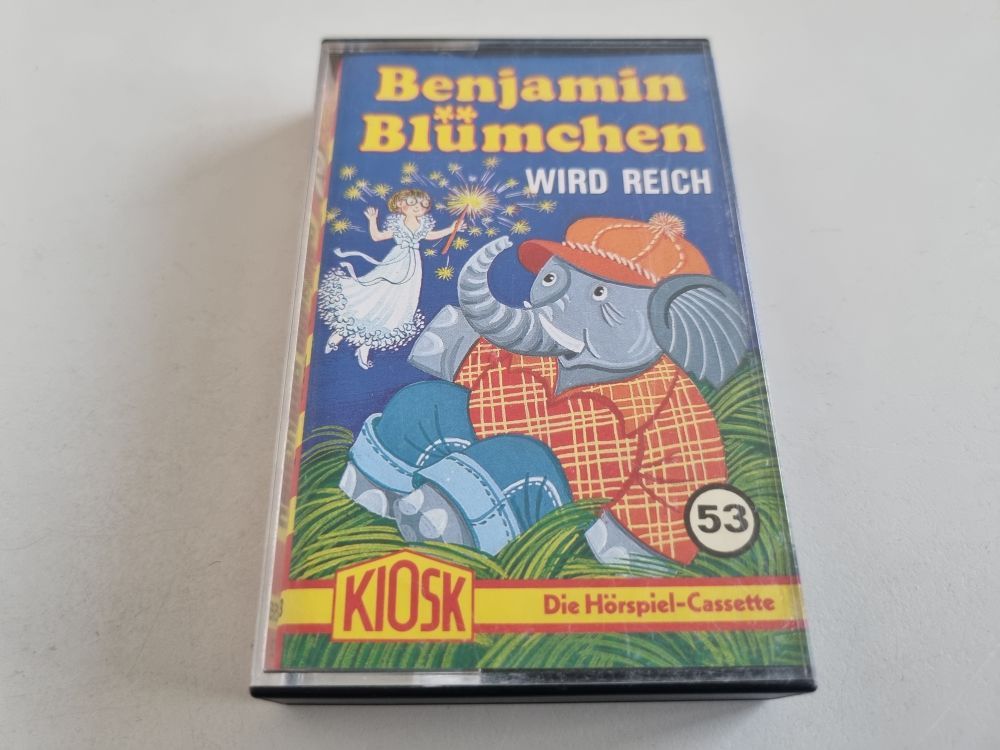 Benjamin
Blümchen
WIRD REICH
53
KIOSK
Die Hörspiel-Cassette